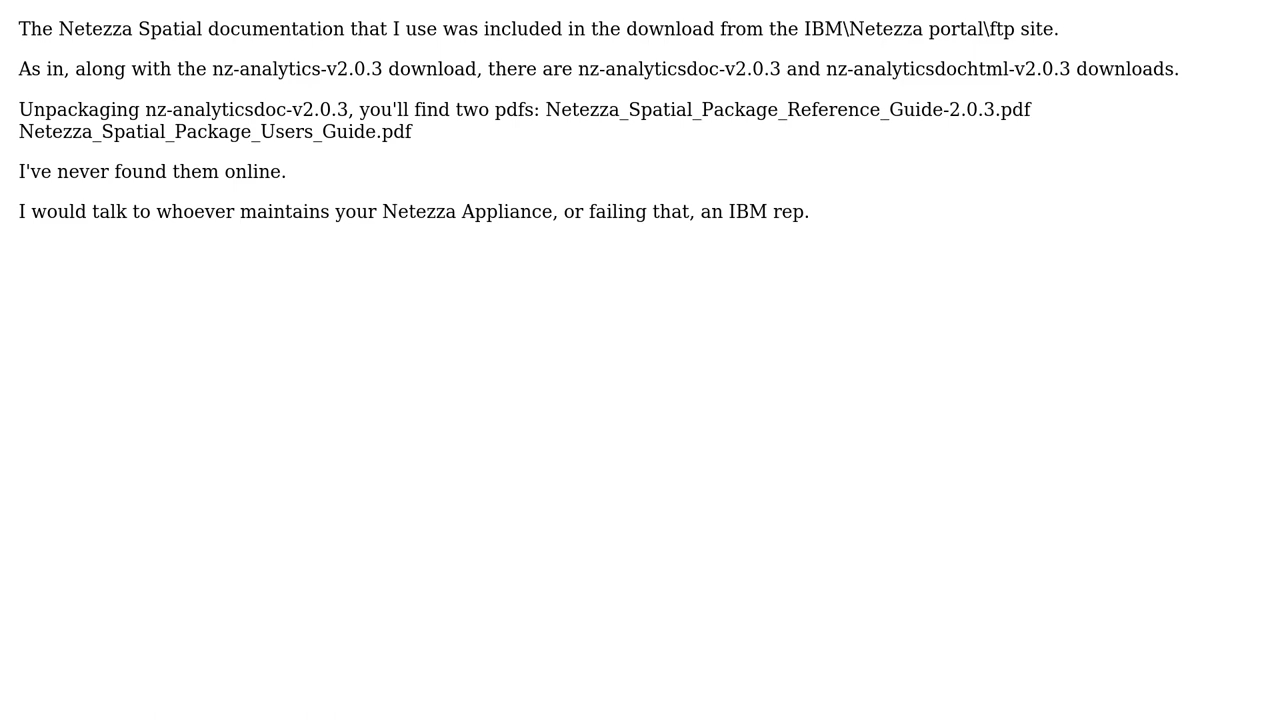 The Netezza Spatial documentation that I use was included in the download from the IBM\Netezza portal\ftp site.
As in, along with the nz-analytics-v2.0.3 download, there are nz-analyticsdoc-v2.0.3 and nz-analyticsdochtml-v2.0.3 downloads.
Unpackaging nz-analyticsdoc-v2.0.3, you'll find two pdfs: Netezza_Spatial_Package_Reference_Guide-2.0.3.pdf
Netezza_Spatial_Package_Users_Guide.pdf
I've never found them online.
I would talk to whoever maintains your Netezza Appliance, or failing that, an IBM rep.